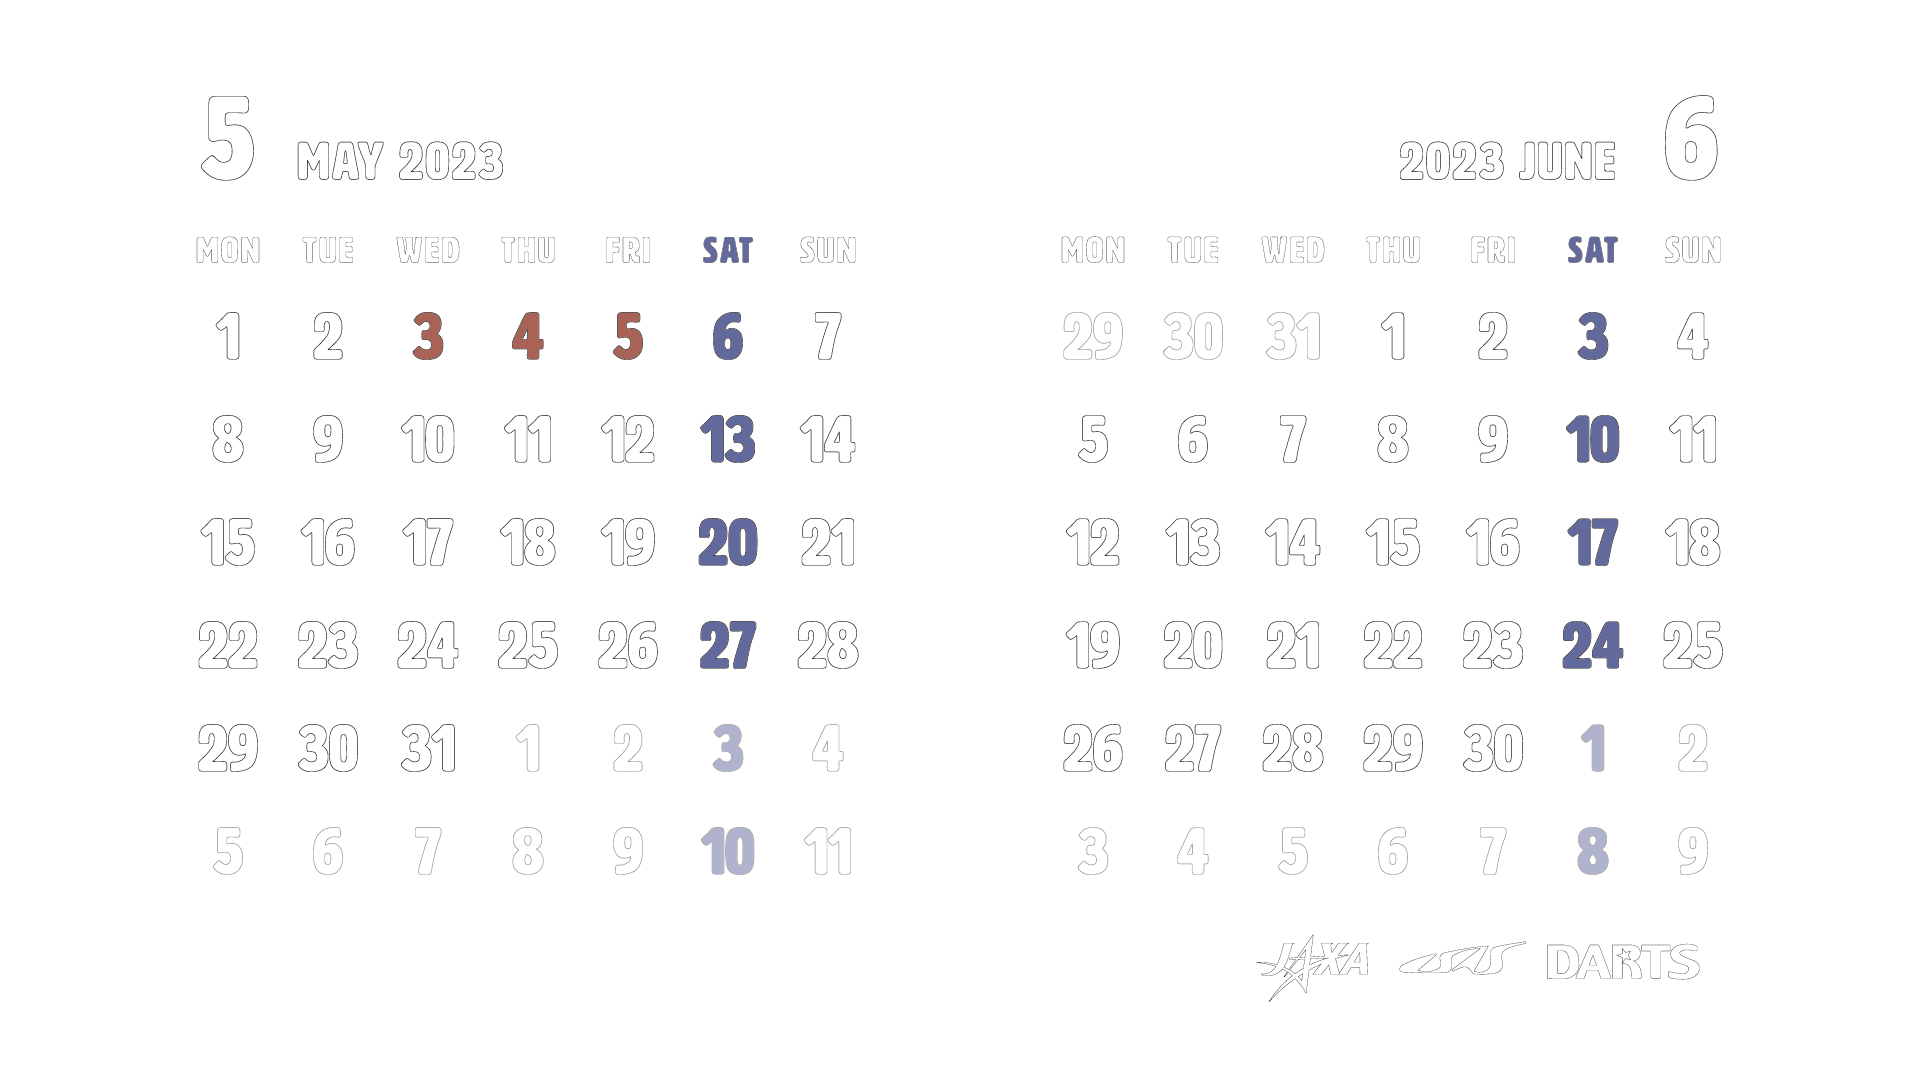 5 MAY 2023
MON TUE WED THU FRI SAT SUN
1 2 3 4 5 6 7
8 9 10 11 12 13 14
15 16 17 18 19 20 21
22 23 24 25 26 27 28
29 30 31 1 2 3 4
5 6 7 8 9 10 11
2023 JUNE 6
MON TUE WED THU FRI SAT SUN
29 30 31 1 2 3 4
5 6 7 8 9 10 11
12 13 14 15 16 17 18
19 20 21 22 23 24 25
26 27 28 29 30 1 2
3 4 5 6 7 8 9
JAXA ISAS DARTS